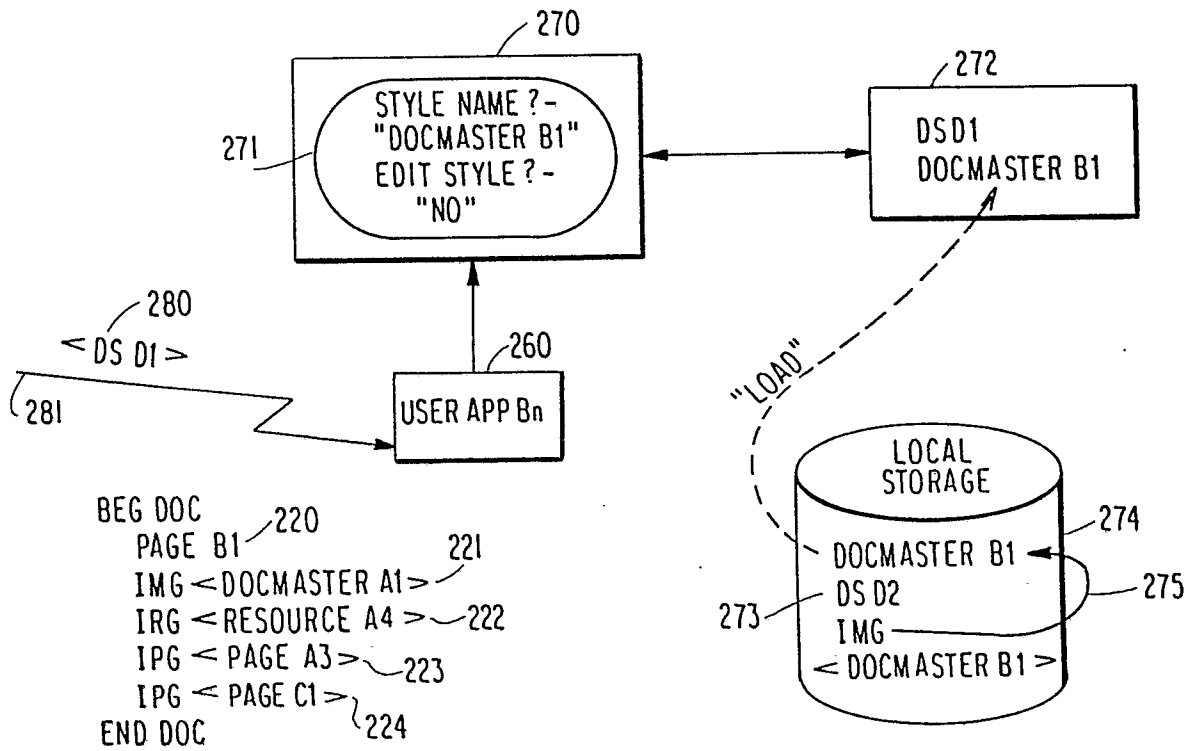 270
STYLE NAME ? -
"DOCMASTER B1"
EDIT STYLE ? -
"NO"
271
272
DSD1
DOCMASTER B1
280
< DS D1 >
281
260
USER APP Bn
"LOAD"
LOCAL
STORAGE
274
DOCMASTER B1
273
DS D2
275
IMG
< DOCMASTER B1 >
BEG DOC
PAGE B1 220
IMG < DOCMASTER A1 > 221
IRG < RESOURCE A4 > 222
IPG < PAGE A3 > 223
IPG < PAGE C1 > 224
END DOC